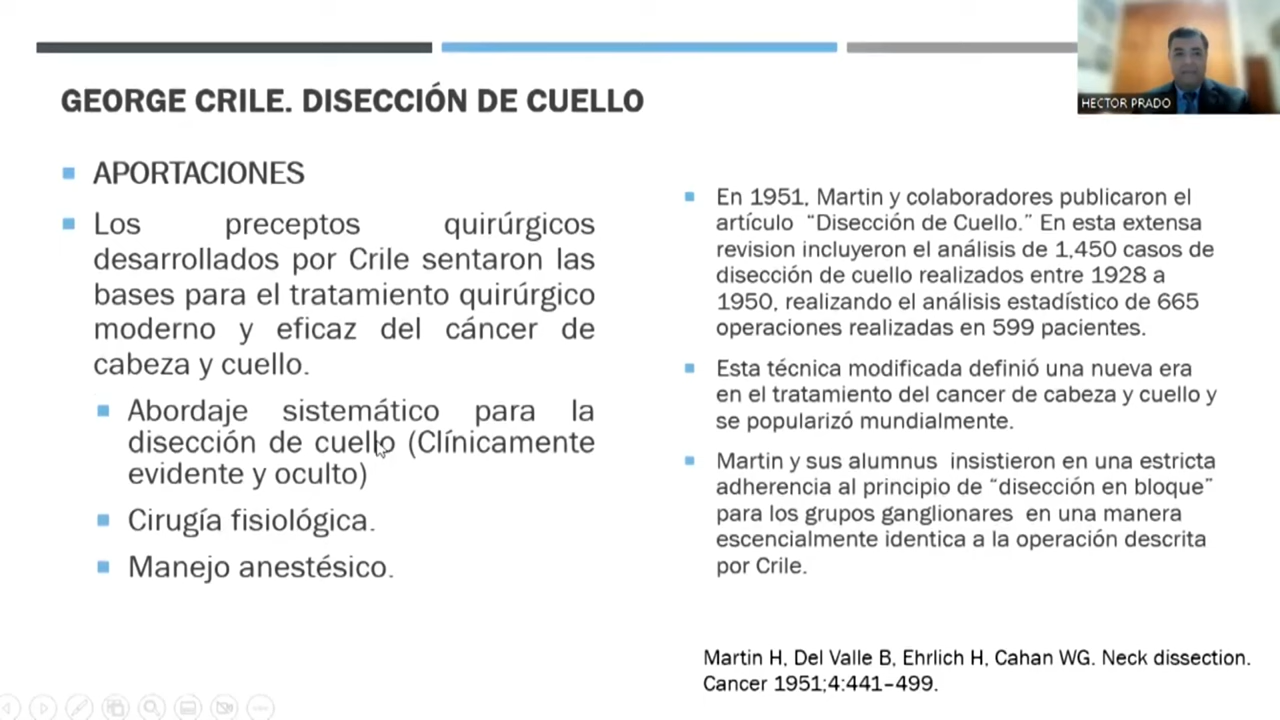 GEORGE CRILE. DISECCIÓN DE CUELLO
HECTOR PRADO
APORTACIONES
Los preceptos quirúrgicos
desarrollados por Crile sentaron las
bases para el tratamiento quirúrgico
moderno y eficaz del cáncer de
cabeza y cuello.
Abordaje sistemático para la
disección de cuello (Clínicamente
evidente y oculto)
Cirugía fisiológica.
Manejo anestésico.
En 1951, Martin y colaboradores publicaron el
artículo “Disección de Cuello.” En esta extensa
revision incluyeron el análisis de 1,450 casos de
disección de cuello realizados entre 1928 a
1950, realizando el análisis estadístico de 665
operaciones realizadas en 599 pacientes.
Esta técnica modificada definió una nueva era
en el tratamiento del cancer de cabeza y cuello y
se popularizó mundialmente.
Martin y sus alumnus insistieron en una estricta
adherencia al principio de “disección en bloque”
para los grupos ganglionares en una manera
escencialmente identica a la operación descrita
por Crile.
Martin H, Del Valle B, Ehrlich H, Cahan WG. Neck dissection.
Cancer 1951;4:441–499.